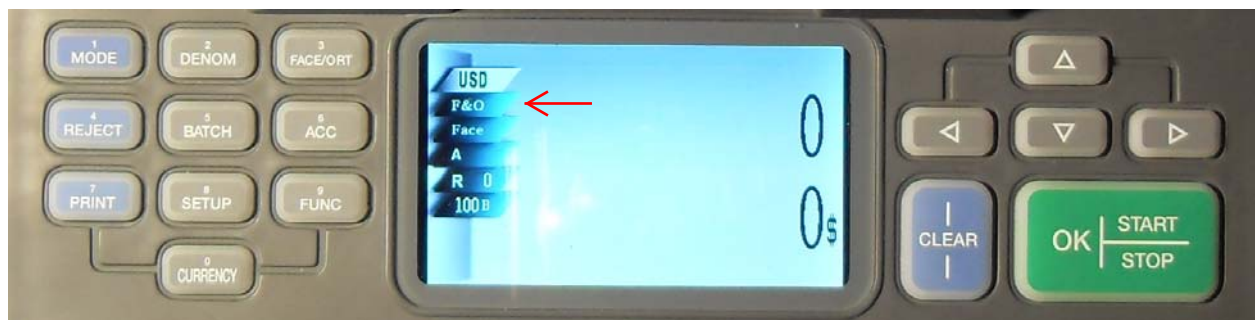 1 MODE
2 DENOM
3 FACE/ORT
4 REJECT
5 BATCH
6 ACC
7 PRINT
8 SETUP
9 FUNC
0 CURRENCY
USD
F&O
Face
A
R 0
100 B
0
0$
CLEAR
OK
START
STOP